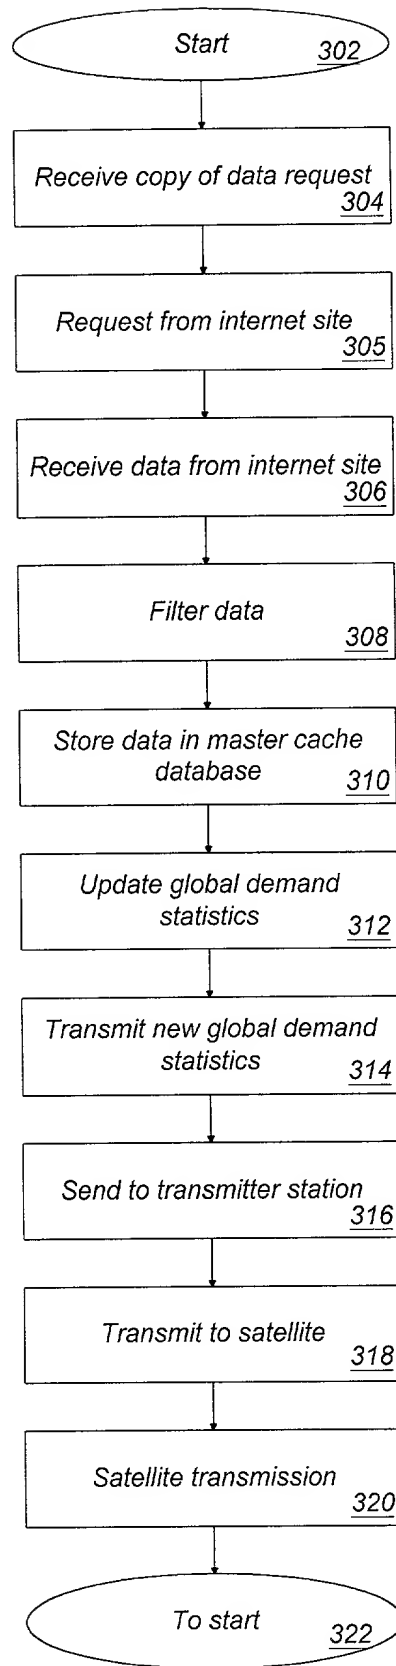 Start
302
Receive copy of data request
304
Request from internet site
305
Receive data from internet site
306
Filter data
308
Store data in master cache
database
310
Update global demand
statistics
312
Transmit new global demand
statistics
314
Send to transmitter station
316
Transmit to satellite
318
Satellite transmission
320
To start
322